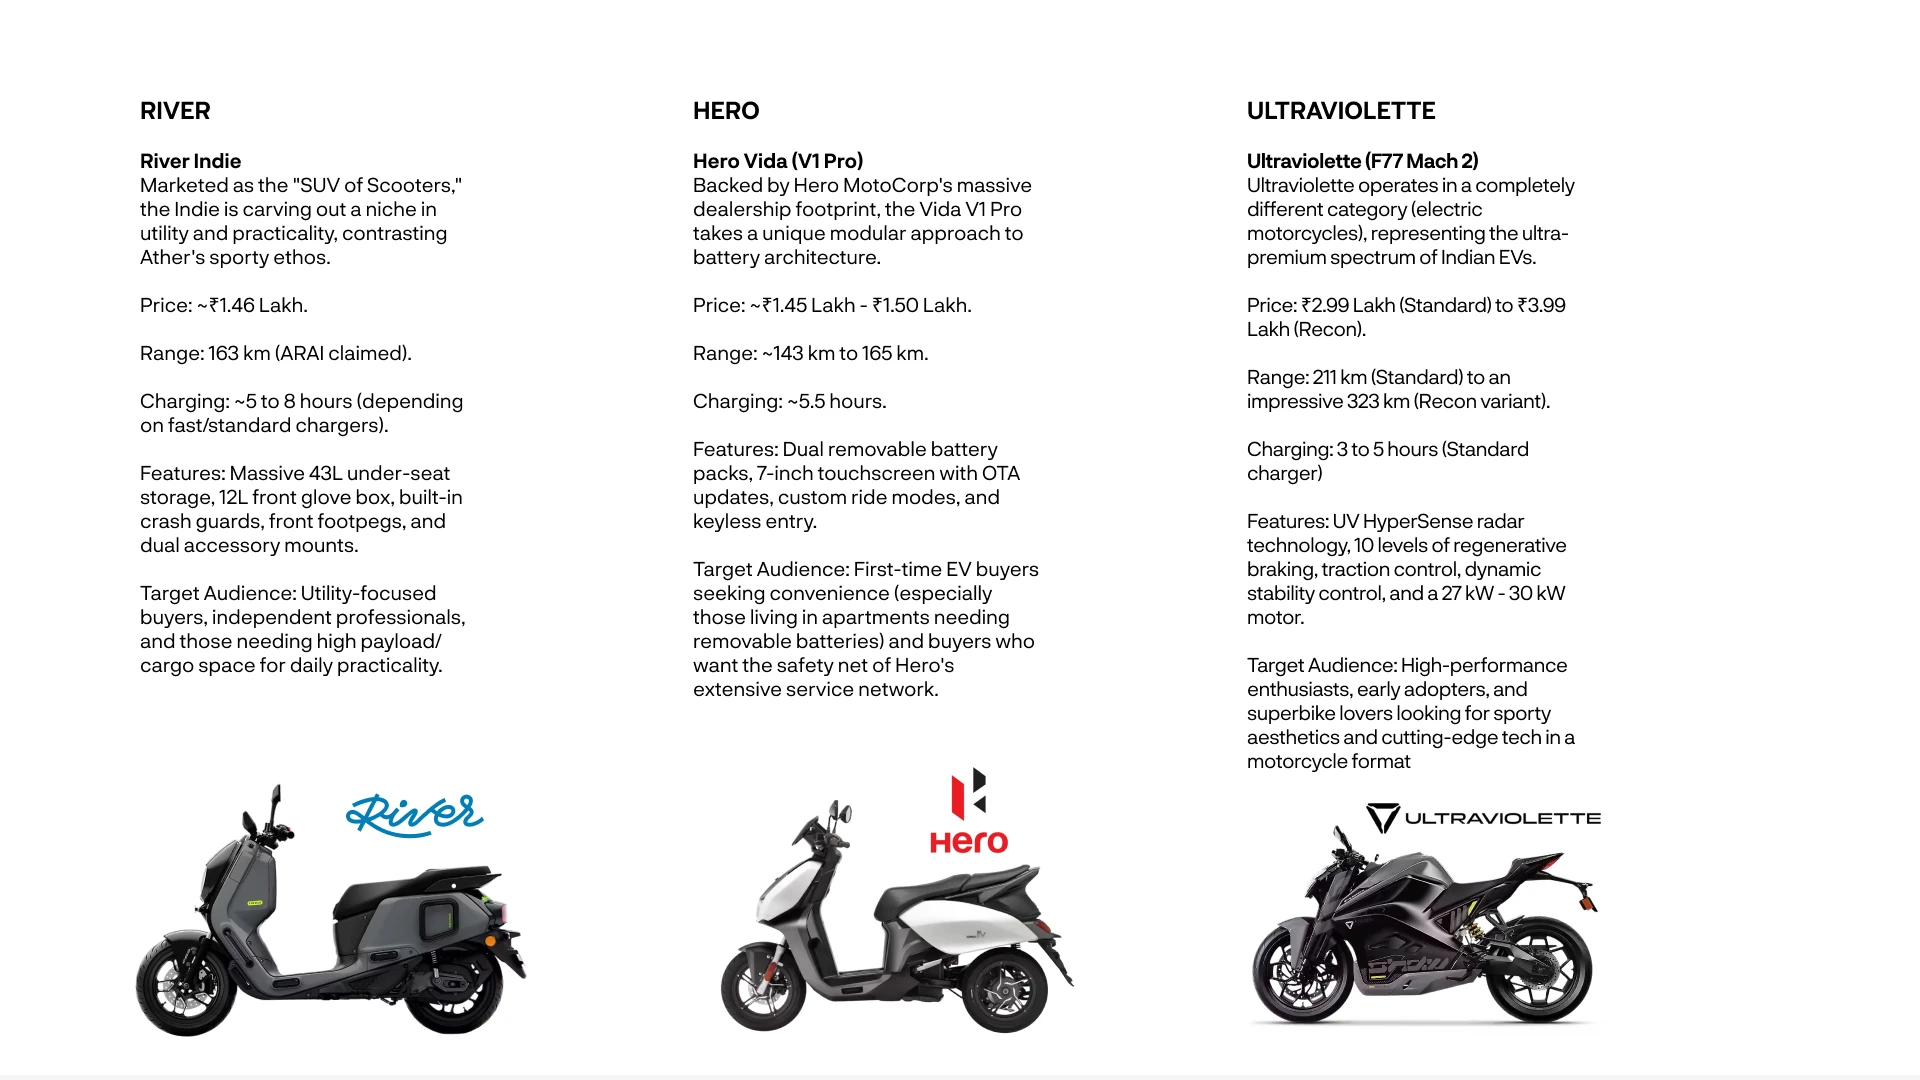 RIVER
River Indie
Marketed as the "SUV of Scooters,"
the Indie is carving out a niche in
utility and practicality, contrasting
Ather's sporty ethos.
Price: ~₹1.46 Lakh.
Range: 163 km (ARAI claimed).
Charging: ~5 to 8 hours (depending
on fast/standard chargers).
Features: Massive 43L under-seat
storage, 12L front glove box, built-in
crash guards, front footpegs, and
dual accessory mounts.
Target Audience: Utility-focused
buyers, independent professionals,
and those needing high payload/
cargo space for daily practicality.
River
HERO
Hero Vida (V1 Pro)
Backed by Hero MotoCorp's massive
dealership footprint, the Vida V1 Pro
takes a unique modular approach to
battery architecture.
Price: ~₹1.45 Lakh - ₹1.50 Lakh.
Range: ~143 km to 165 km.
Charging: ~5.5 hours.
Features: Dual removable battery
packs, 7-inch touchscreen with OTA
updates, custom ride modes, and
keyless entry.
Target Audience: First-time EV buyers
seeking convenience (especially
those living in apartments needing
removable batteries) and buyers who
want the safety net of Hero's
extensive service network.
Hero
ULTRAVIOLETTE
Ultraviolette (F77 Mach 2)
Ultraviolette operates in a completely
different category (electric
motorcycles), representing the ultra-
premium spectrum of Indian EVs.
Price: ₹2.99 Lakh (Standard) to ₹3.99
Lakh (Recon).
Range: 211 km (Standard) to an
impressive 323 km (Recon variant).
Charging: 3 to 5 hours (Standard
charger)
Features: UV HyperSense radar
technology, 10 levels of regenerative
braking, traction control, dynamic
stability control, and a 27 kW - 30 kW
motor.
Target Audience: High-performance
enthusiasts, early adopters, and
superbike lovers looking for sporty
aesthetics and cutting-edge tech in a
motorcycle format
ULTRAVIOLETTE